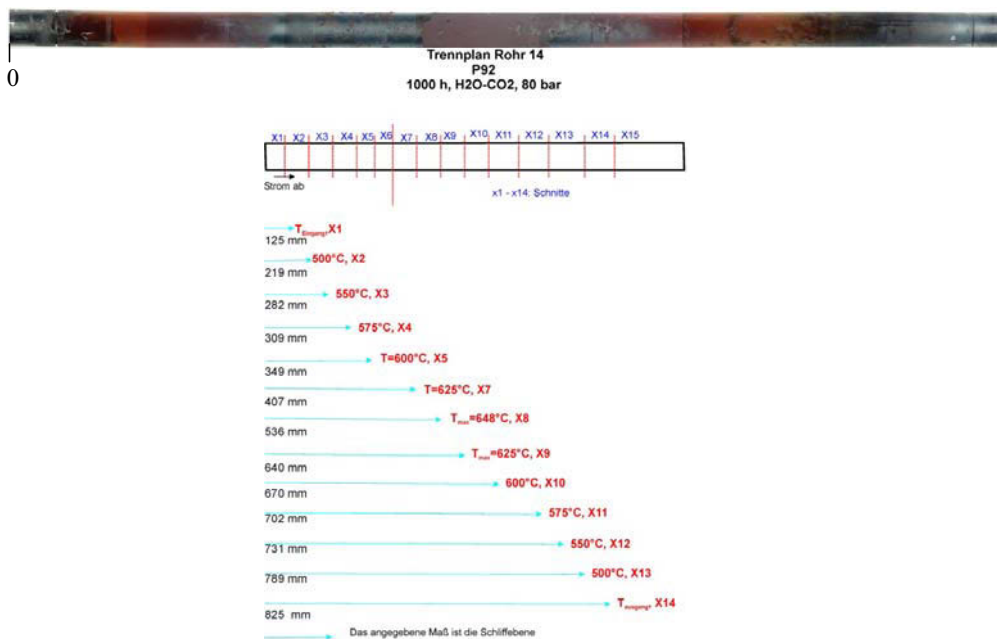 0
Trennplan Rohr 14
P92
1000 h, H2O-CO2, 80 bar
X1 X2 X3 X4 X5 X6 X7 X8 X9 X10 X11 X12 X13 X14 X15
Strom ab
x1 - x14: Schnitte
T Eingang, X1
125 mm
500°C, X2
219 mm
550°C, X3
282 mm
575°C, X4
309 mm
T=600°C, X5
349 mm
T=625°C, X7
407 mm
Tmax=648°C, X8
536 mm
Tmax=625°C, X9
640 mm
600°C, X10
670 mm
575°C, X11
702 mm
550°C, X12
731 mm
500°C, X13
789 mm
Tausgang, X14
825 mm
Das angegebene Maß ist die Schliffebene